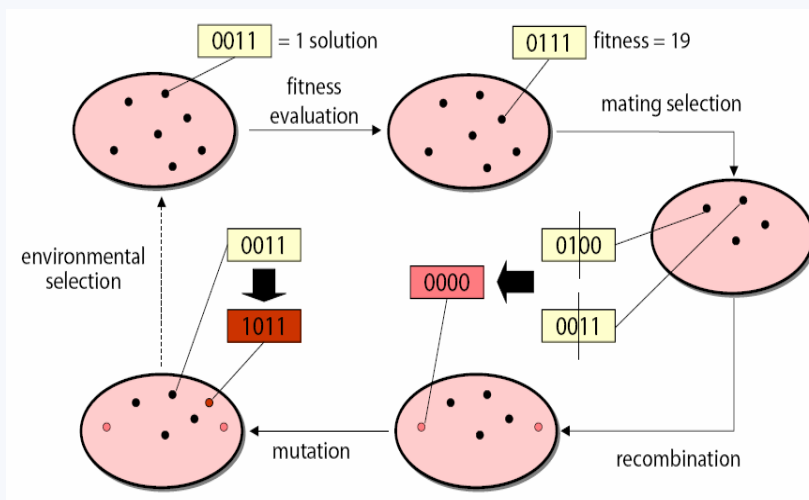 0011 = 1 solution
0111 fitness = 19
fitness
evaluation
mating selection
environmental
selection
0011
1011
0100
0000
0011
mutation
recombination